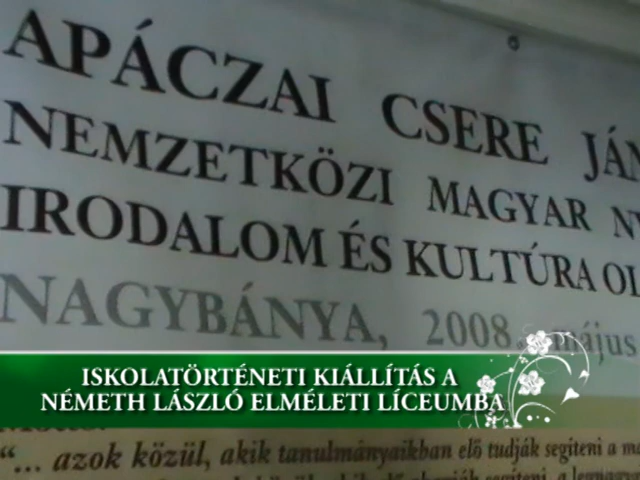 APÁCZAI CSERE
NEMZETKÖZI MAGYAR
IRODALOM ÉS KULTÚRA
NAGYBÁNYA, 2008. május
ISKOLATÖRTÉNETI KIÁLLÍTÁS A
NÉMETH LÁSZLÓ ELMÉLETI LÍCEUMBA
"... azok közül, akik tanulmányaikban elő tudják segíteni a